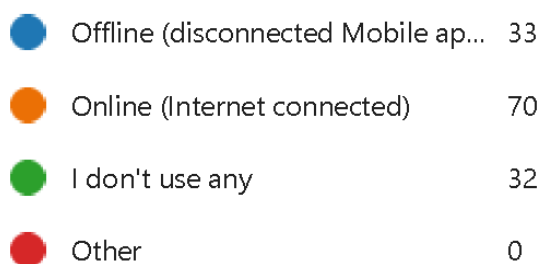 Offline (disconnected Mobile ap... 33
Online (Internet connected) 70
I don't use any 32
Other 0